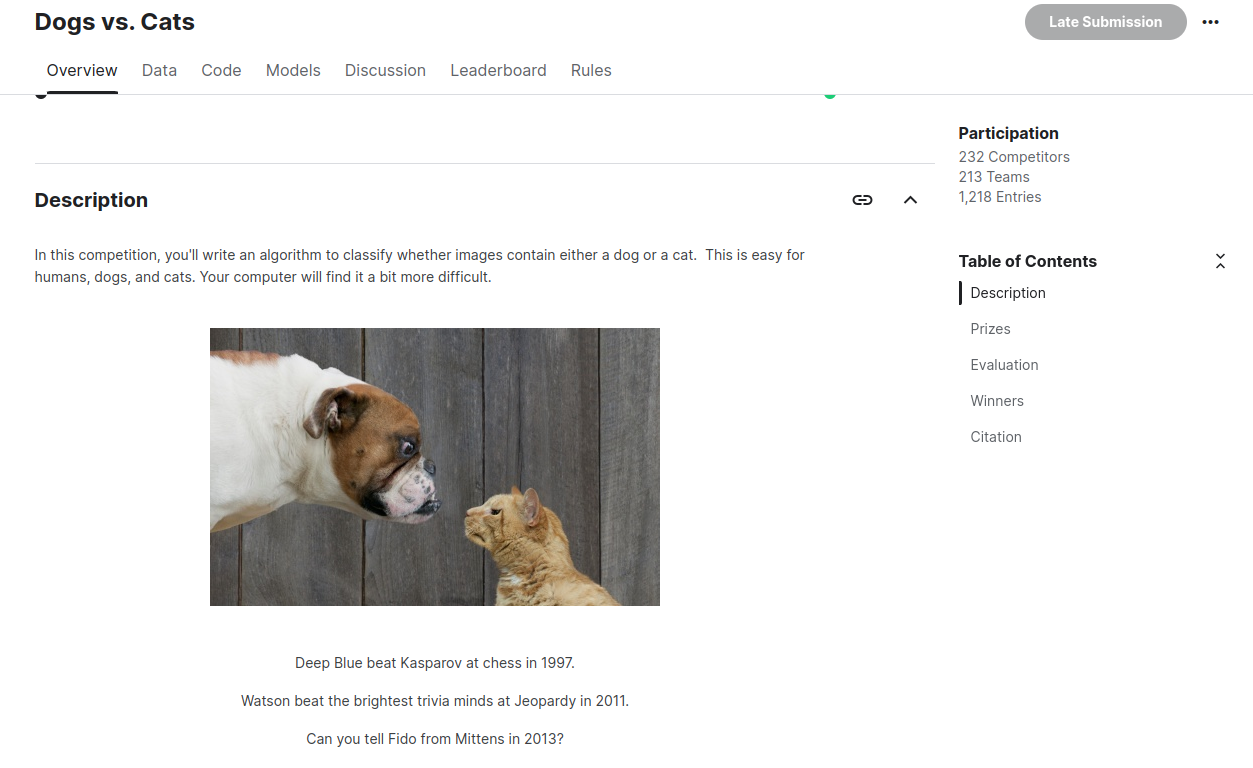 Dogs vs. Cats
Late Submission
Overview
Data
Code
Models
Discussion
Leaderboard
Rules
Description
In this competition, you'll write an algorithm to classify whether images contain either a dog or a cat.  This is easy for
humans, dogs, and cats. Your computer will find it a bit more difficult.
Deep Blue beat Kasparov at chess in 1997.
Watson beat the brightest trivia minds at Jeopardy in 2011.
Can you tell Fido from Mittens in 2013?
Participation
232 Competitors
213 Teams
1,218 Entries
Table of Contents
Description
Prizes
Evaluation
Winners
Citation